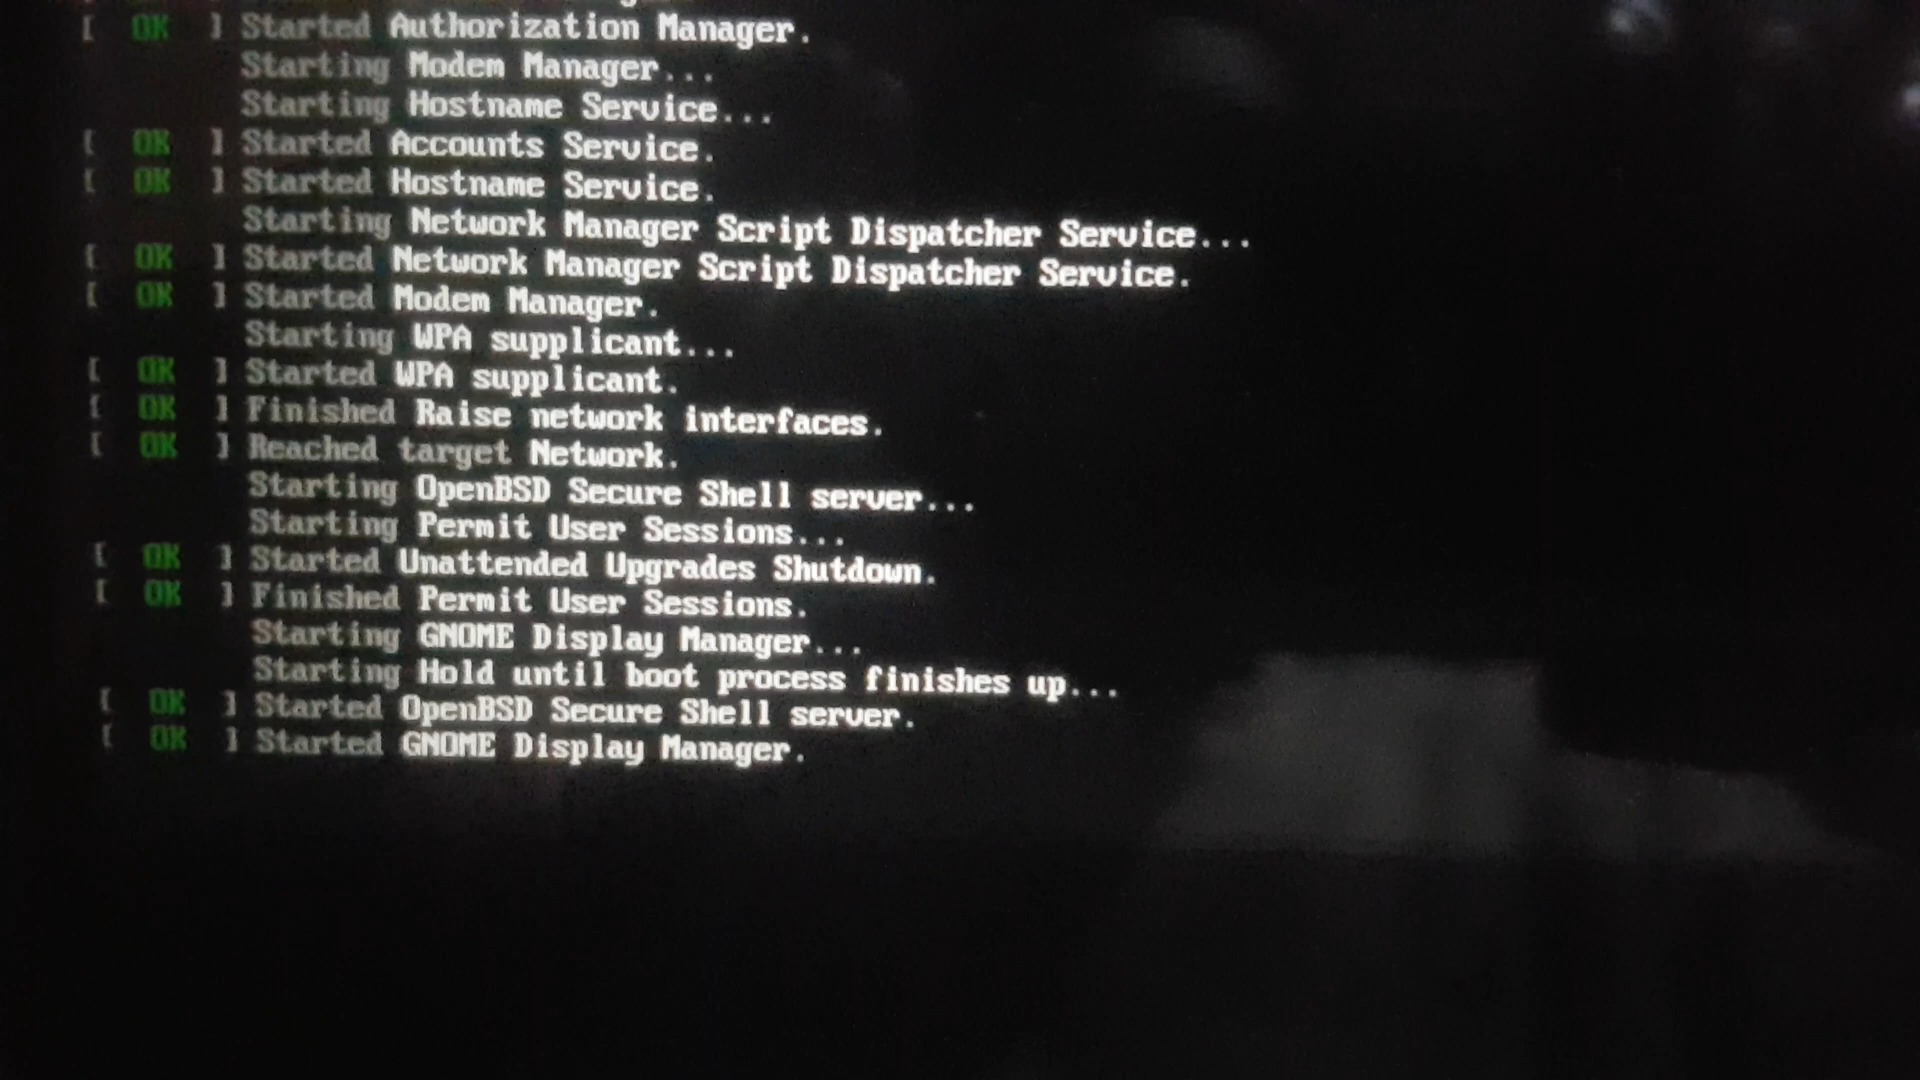 [  OK  ] Started Authorization Manager.
         Starting Modem Manager...
         Starting Hostname Service...
[  OK  ] Started Accounts Service.
[  OK  ] Started Hostname Service.
         Starting Network Manager Script Dispatcher Service...
[  OK  ] Started Network Manager Script Dispatcher Service.
[  OK  ] Started Modem Manager.
         Starting WPA supplicant...
[  OK  ] Started WPA supplicant.
[  OK  ] Finished Raise network interfaces.
[  OK  ] Reached target Network.
         Starting OpenBSD Secure Shell server...
         Starting Permit User Sessions...
[  OK  ] Started Unattended Upgrades Shutdown.
[  OK  ] Finished Permit User Sessions.
         Starting GNOME Display Manager...
         Starting Hold until boot process finishes up...
[  OK  ] Started OpenBSD Secure Shell server.
[  OK  ] Started GNOME Display Manager.